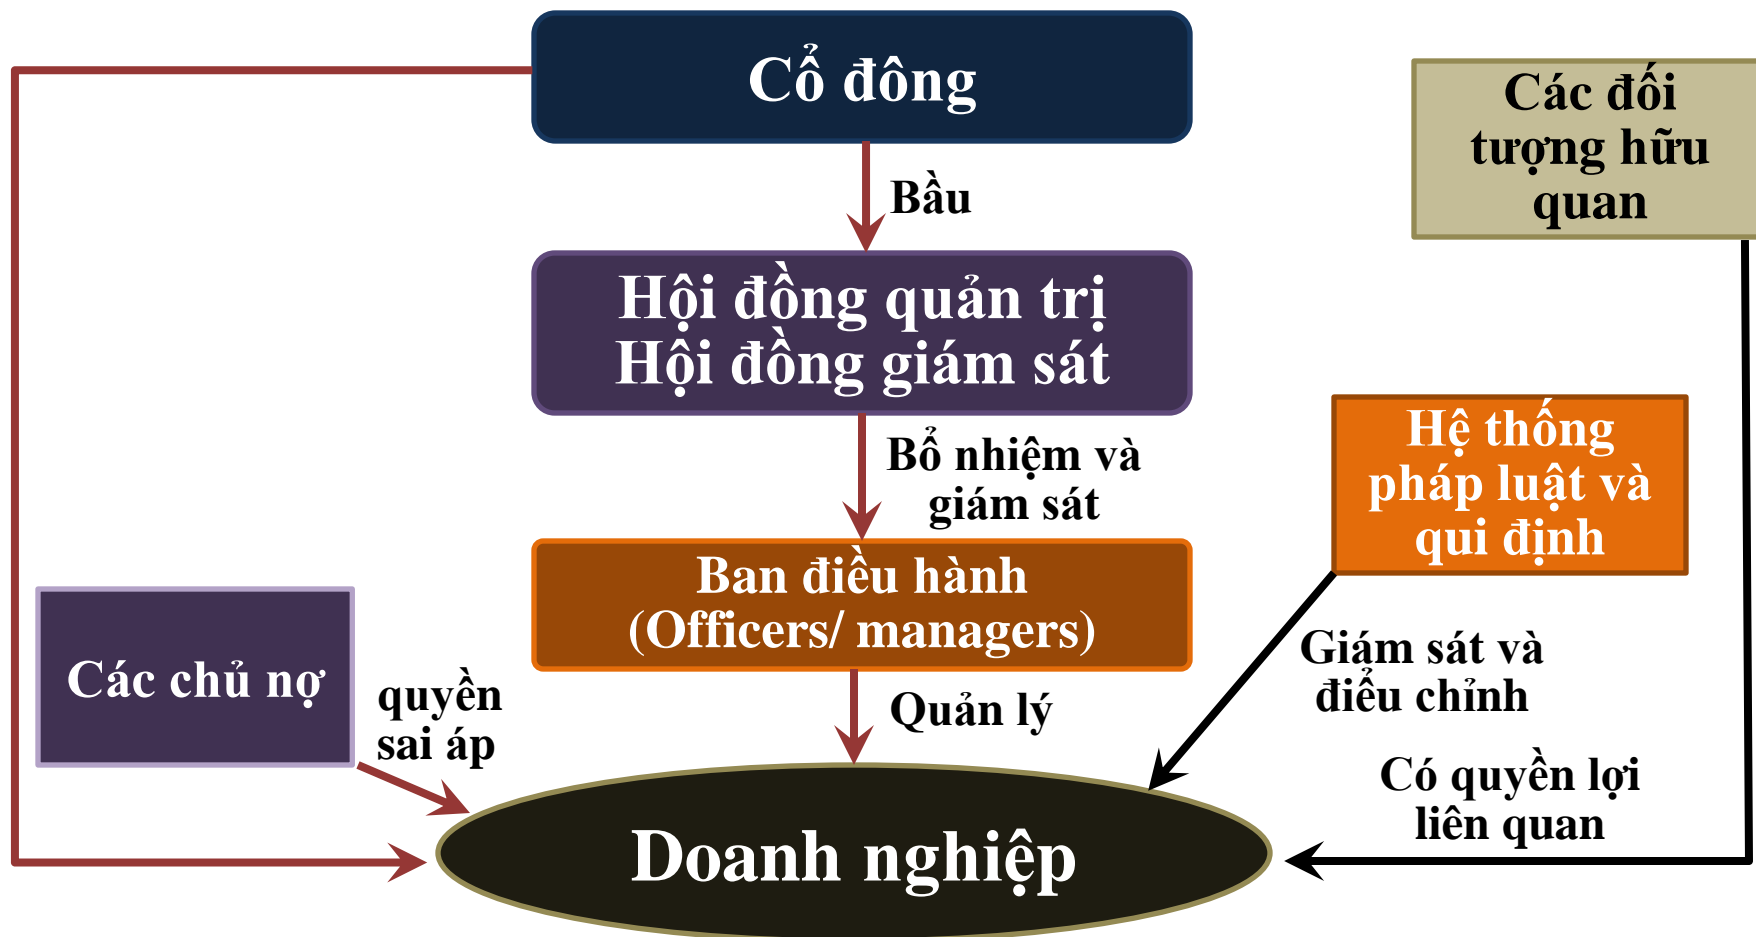 Cổ đông
Các đối
tượng hữu
quan
Bầu
Hội đồng quản trị
Hội đồng giám sát
Bổ nhiệm và
giám sát
Hệ thống
pháp luật và
qui định
Ban điều hành
(Officers/ managers)
Các chủ nợ
quyền
sai áp
Quản lý
Giám sát và
điểu chỉnh
Có quyền lợi
liên quan
Doanh nghiệp